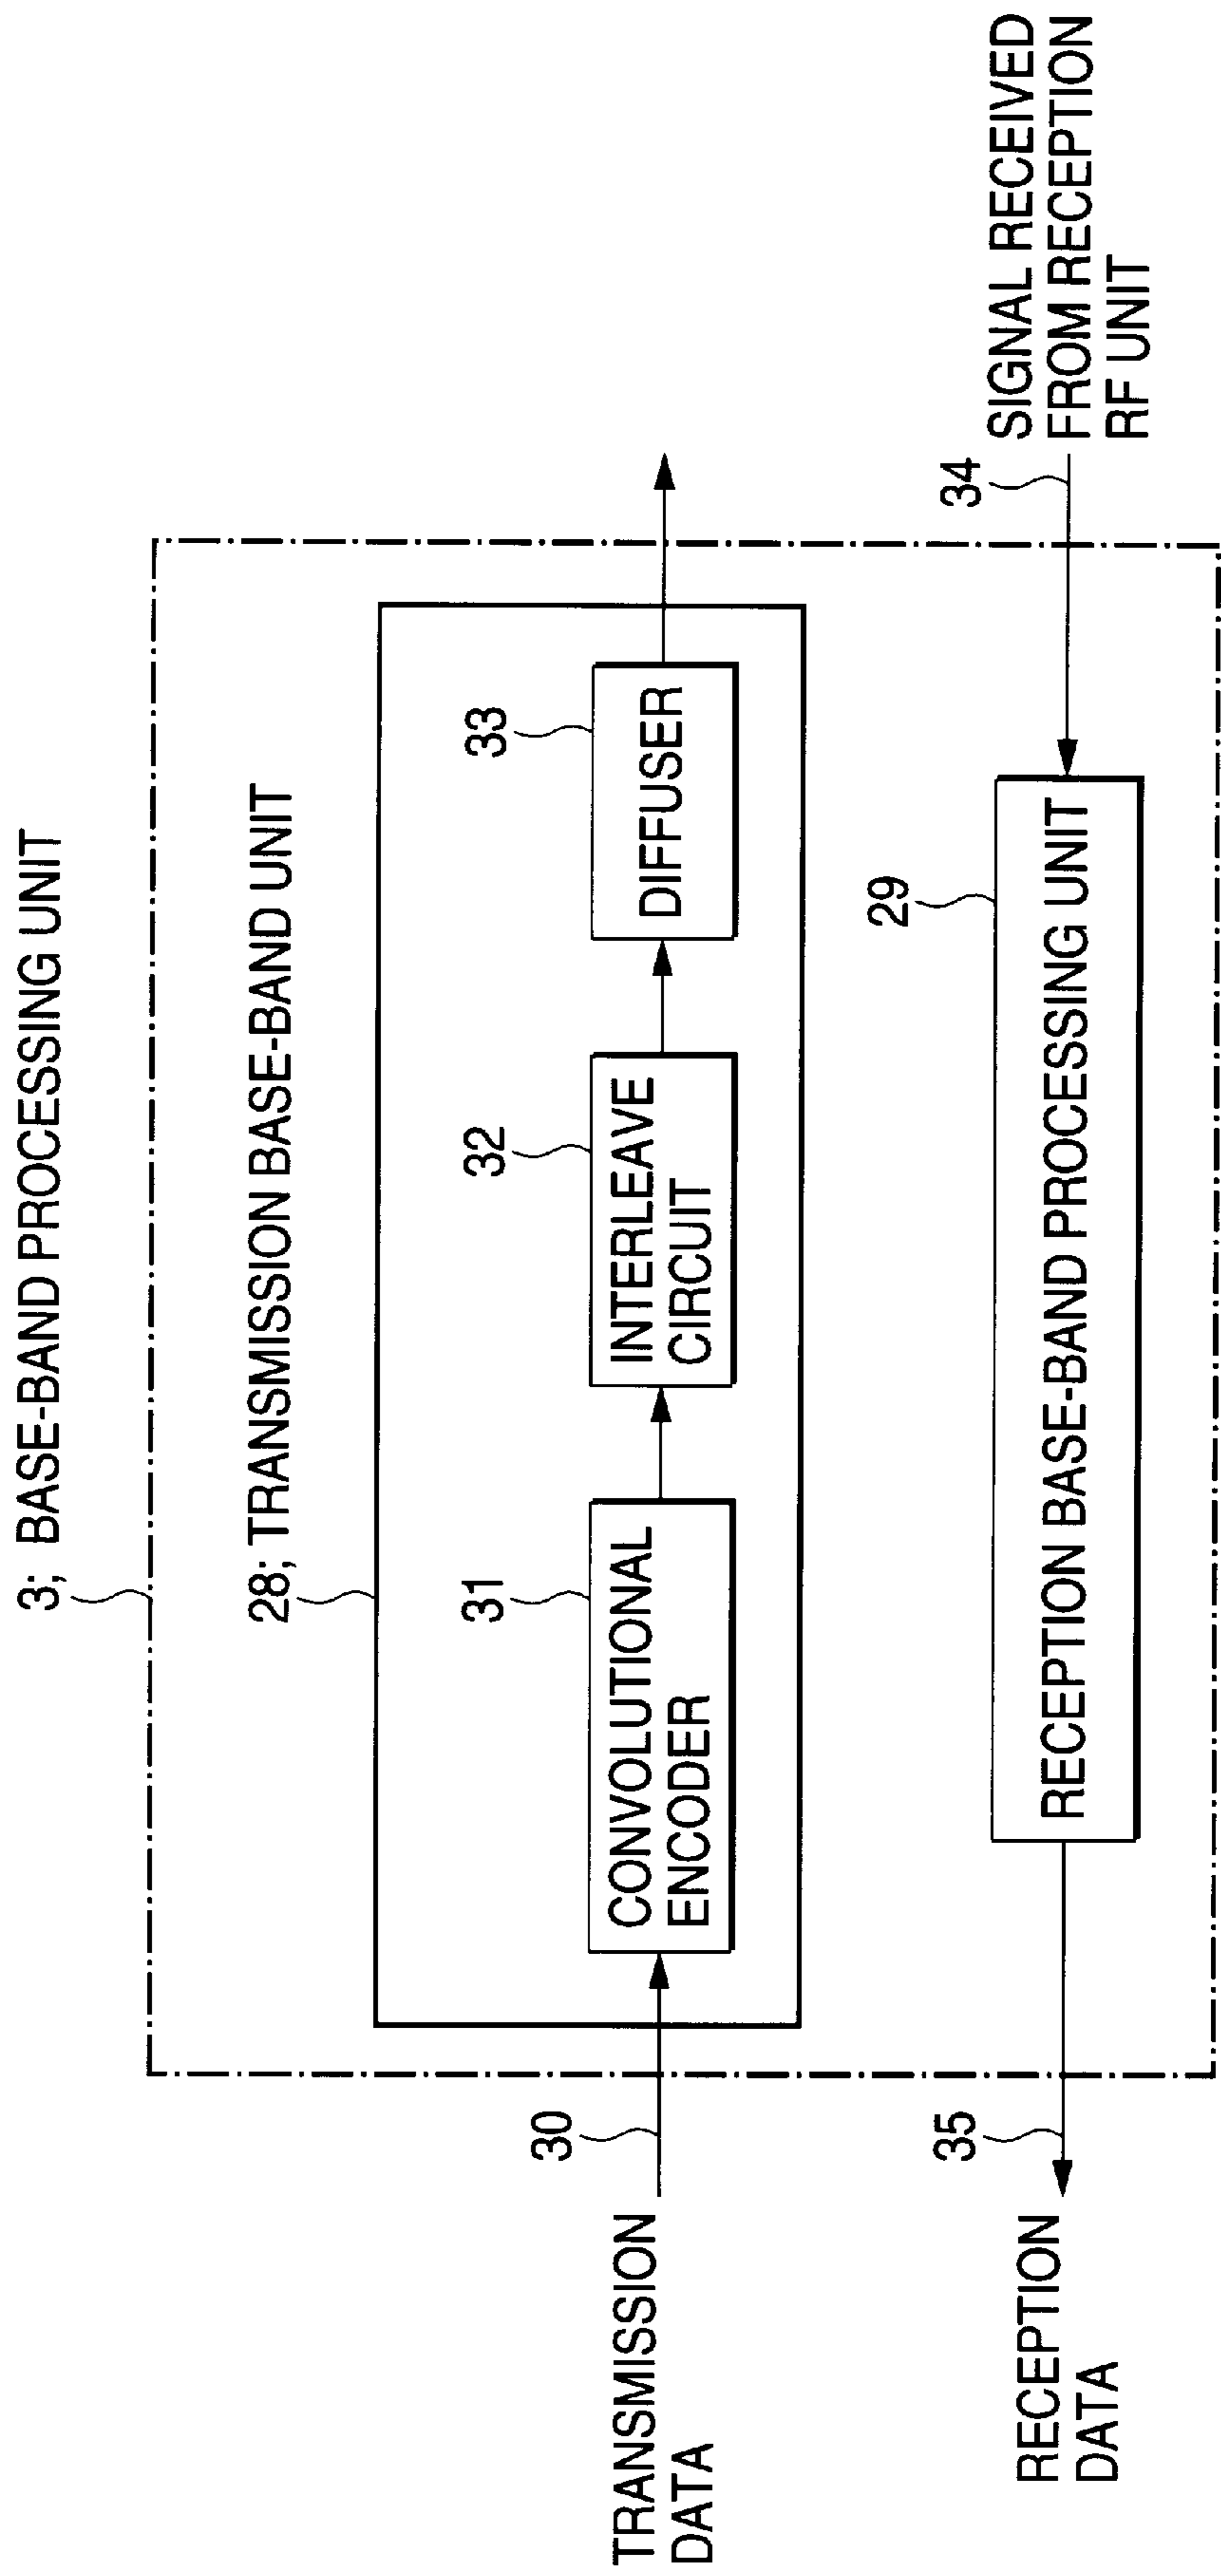 3; BASE-BAND PROCESSING UNIT
28; TRANSMISSION BASE-BAND UNIT
31
32
33
TRANSMISSION
DATA
30
CONVOLUTIONAL
ENCODER
INTERLEAVE
CIRCUIT
DIFFUSER
29
34
35
RECEPTION
DATA
RECEPTION BASE-BAND PROCESSING UNIT
SIGNAL RECEIVED
FROM RECEPTION
RF UNIT